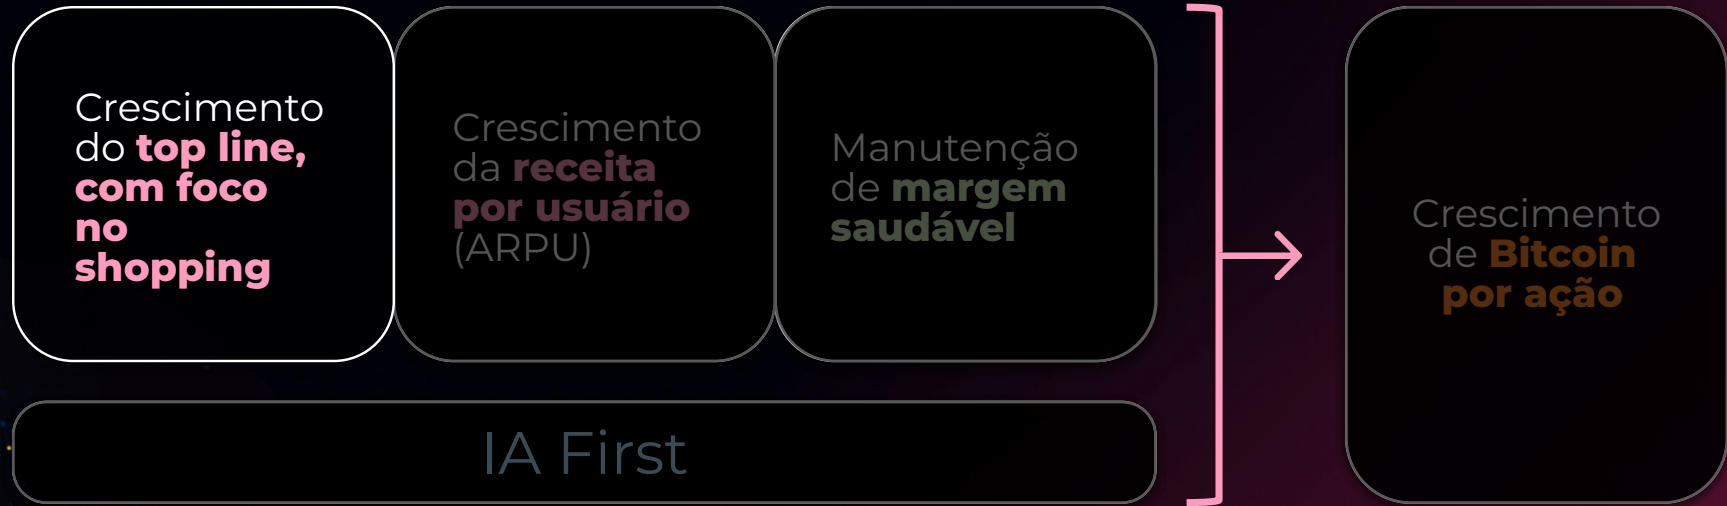 Crescimento
do top line,
com foco
no
shopping
Crescimento
da receita
por usuário
(ARPU)
Manutenção
de margem
saudável
Crescimento
de Bitcoin
por ação
IA First